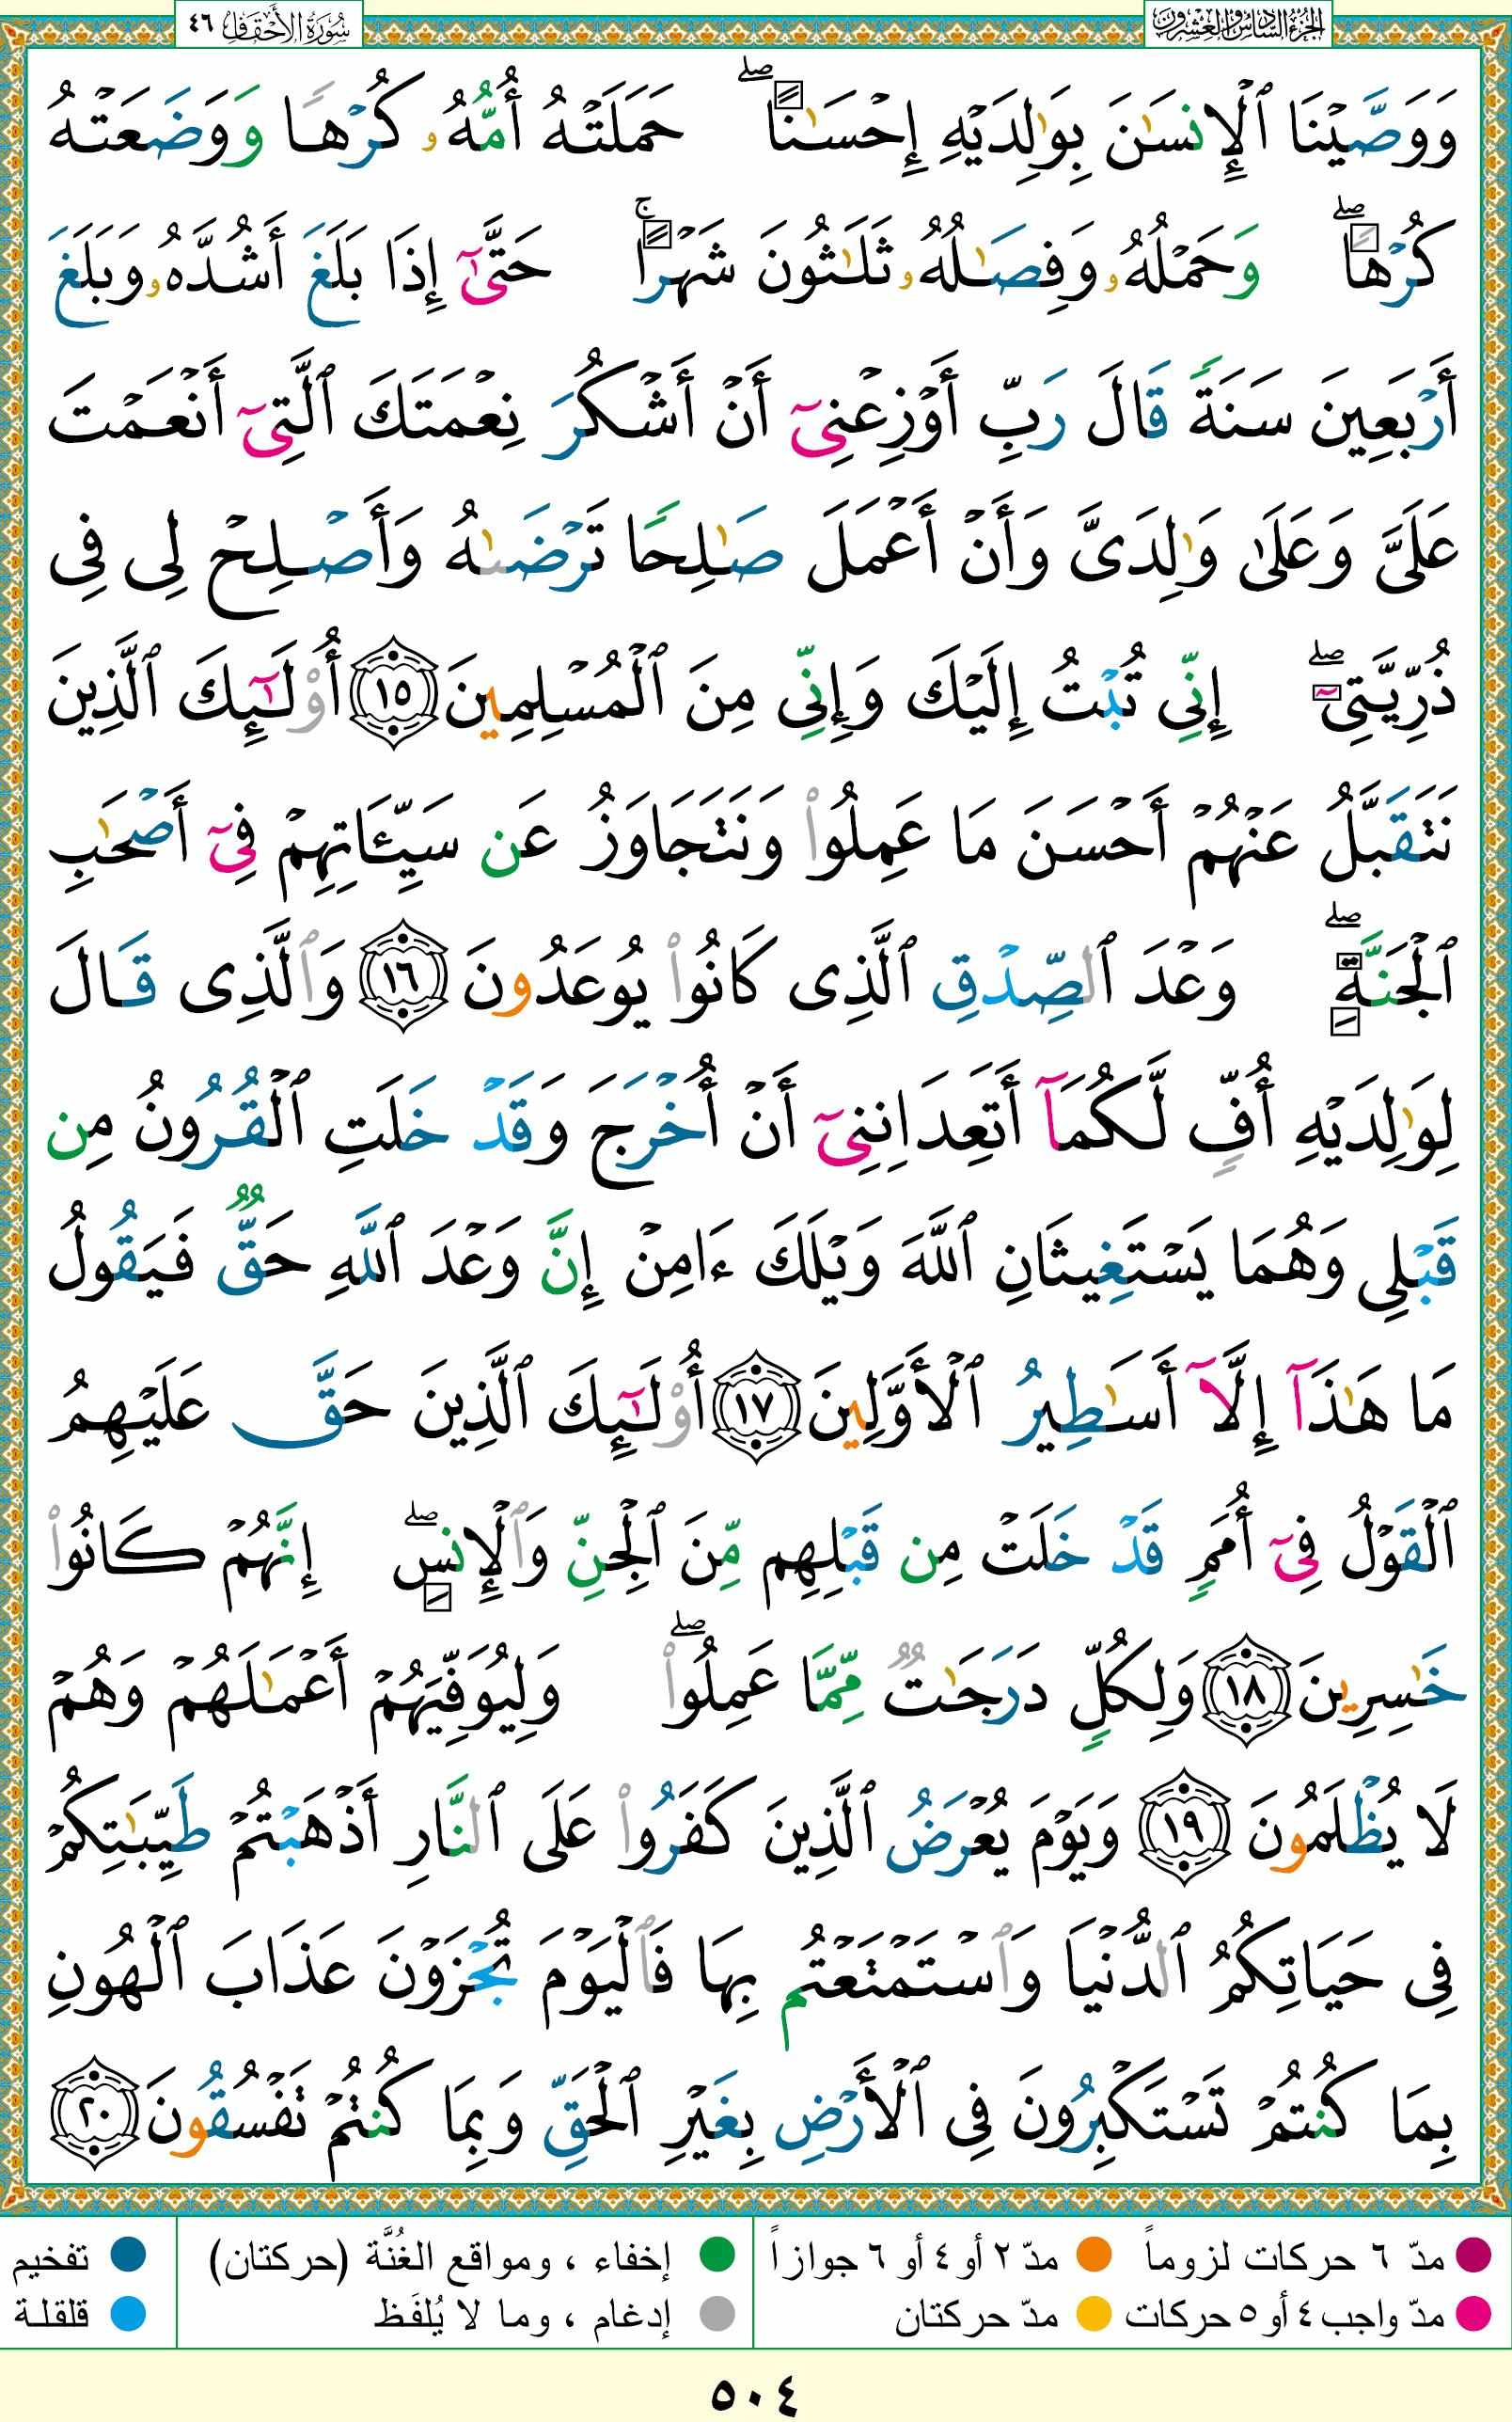 الجزء السادس والعشرون
سورة الأحقاف ٤٦
وَوَصَّيْنَا ٱلْإِنسَٰنَ بِوَٰلِدَيْهِ إِحْسَٰنًا ۖ حَمَلَتْهُ أُمُّهُۥ كُرْهًا وَوَضَعَتْهُ
كُرْهًا ۖ وَحَمْلُهُۥ وَفِصَٰلُهُۥ ثَلَٰثُونَ شَهْرًا ۚ حَتَّىٰٓ إِذَا بَلَغَ أَشُدَّهُۥ وَبَلَغَ
أَرْبَعِينَ سَنَةً قَالَ رَبِّ أَوْزِعْنِىٓ أَنْ أَشْكُرَ نِعْمَتَكَ ٱلَّتِىٓ أَنْعَمْتَ
عَلَىَّ وَعَلَىٰ وَٰلِدَىَّ وَأَنْ أَعْمَلَ صَٰلِحًا تَرْضَىٰهُ وَأَصْلِحْ لِى فِى
ذُرِّيَّتِىٓ ۖ إِنِّى تُبْتُ إِلَيْكَ وَإِنِّى مِنَ ٱلْمُسْلِمِينَ ١٥ أُو۟لَٰٓئِكَ ٱلَّذِينَ
نَتَقَبَّلُ عَنْهُمْ أَحْسَنَ مَا عَمِلُوا۟ وَنَتَجَاوَزُ عَن سَيِّـَٔاتِهِمْ فِىٓ أَصْحَٰبِ
ٱلْجَنَّةِ ۖ وَعْدَ ٱلصِّدْقِ ٱلَّذِى كَانُوا۟ يُوعَدُونَ ١٦ وَٱلَّذِى قَالَ
لِوَٰلِدَيْهِ أُفٍّ لَّكُمَآ أَتَعِدَانِنِىٓ أَنْ أُخْرَجَ وَقَدْ خَلَتِ ٱلْقُرُونُ مِن
قَبْلِى وَهُمَا يَسْتَغِيثَانِ ٱللَّهَ وَيْلَكَ ءَامِنْ إِنَّ وَعْدَ ٱللَّهِ حَقٌّ فَيَقُولُ
مَا هَٰذَآ إِلَّآ أَسَٰطِيرُ ٱلْأَوَّلِينَ ١٧ أُو۟لَٰٓئِكَ ٱلَّذِينَ حَقَّ عَلَيْهِمُ
ٱلْقَوْلُ فِىٓ أُمَمٍ قَدْ خَلَتْ مِن قَبْلِهِم مِّنَ ٱلْجِنِّ وَٱلْإِنسِ ۖ إِنَّهُمْ كَانُوا۟
خَٰسِرِينَ ١٨ وَلِكُلٍّ دَرَجَٰتٌ مِّمَّا عَمِلُوا۟ ۖ وَلِيُوَفِّيَهُمْ أَعْمَٰلَهُمْ وَهُمْ
لَا يُظْلَمُونَ ١٩ وَيَوْمَ يُعْرَضُ ٱلَّذِينَ كَفَرُوا۟ عَلَى ٱلنَّارِ أَذْهَبْتُمْ طَيِّبَٰتِكُمْ
فِى حَيَاتِكُمُ ٱلدُّنْيَا وَٱسْتَمْتَعْتُم بِهَا فَٱلْيَوْمَ تُجْزَوْنَ عَذَابَ ٱلْهُونِ
بِمَا كُنتُمْ تَسْتَكْبِرُونَ فِى ٱلْأَرْضِ بِغَيْرِ ٱلْحَقِّ وَبِمَا كُنتُمْ تَفْسُقُونَ ٢٠
مدّ ٦ حركات لزوماً مدّ ٢ أو ٤ أو ٦ جوازاً إخفاء ، ومواقع الغُنَّة (حركتان) تفخيم
مدّ واجب ٤ أو ٥ حركات مدّ حركتان إدغام ، وما لا يُلفَظ قلقلة
٥٠٤